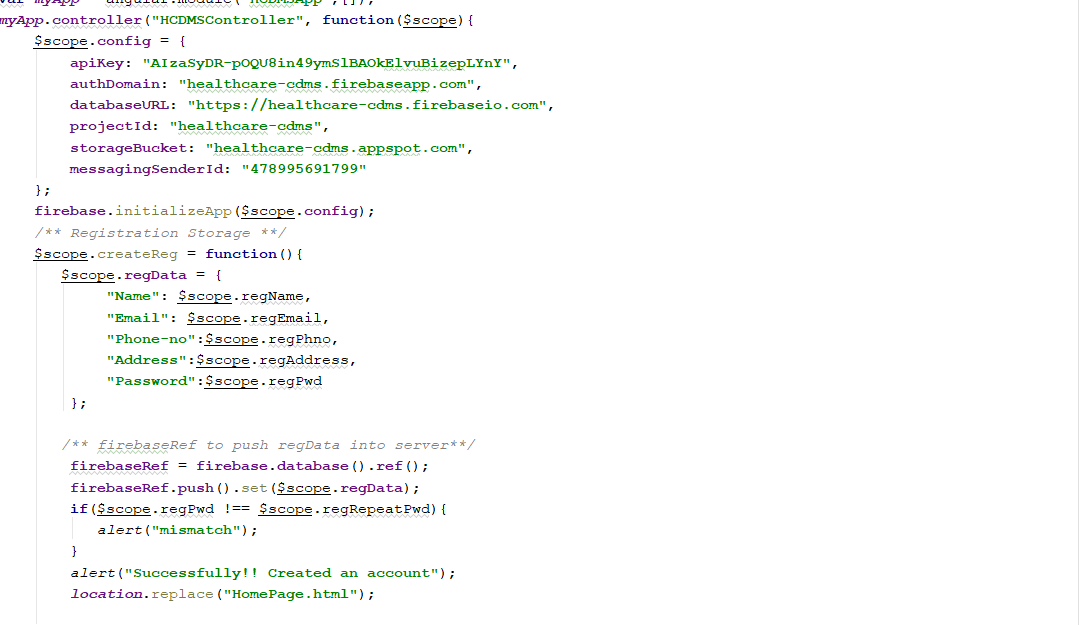 var myApp = angular.module("HCDMSApp",[]);
myApp.controller("HCDMSController", function($scope){
$scope.config = {
apiKey: "AIzaSyDR-pOQU8in49ymSlBAOkElvuBizepLYnY",
authDomain: "healthcare-cdms.firebaseapp.com",
databaseURL: "https://healthcare-cdms.firebaseio.com",
projectId: "healthcare-cdms",
storageBucket: "healthcare-cdms.appspot.com",
messagingSenderId: "478995691799"
};
firebase.initializeApp($scope.config);
/** Registration Storage **/
$scope.createReg = function(){
$scope.regData = {
"Name": $scope.regName,
"Email": $scope.regEmail,
"Phone-no":$scope.regPhno,
"Address":$scope.regAddress,
"Password":$scope.regPwd
};
/** firebaseRef to push regData into server**/
firebaseRef = firebase.database().ref();
firebaseRef.push().set($scope.regData);
if($scope.regPwd !== $scope.regRepeatPwd){
alert("mismatch");
}
alert("Successfully!! Created an account");
location.replace("HomePage.html");